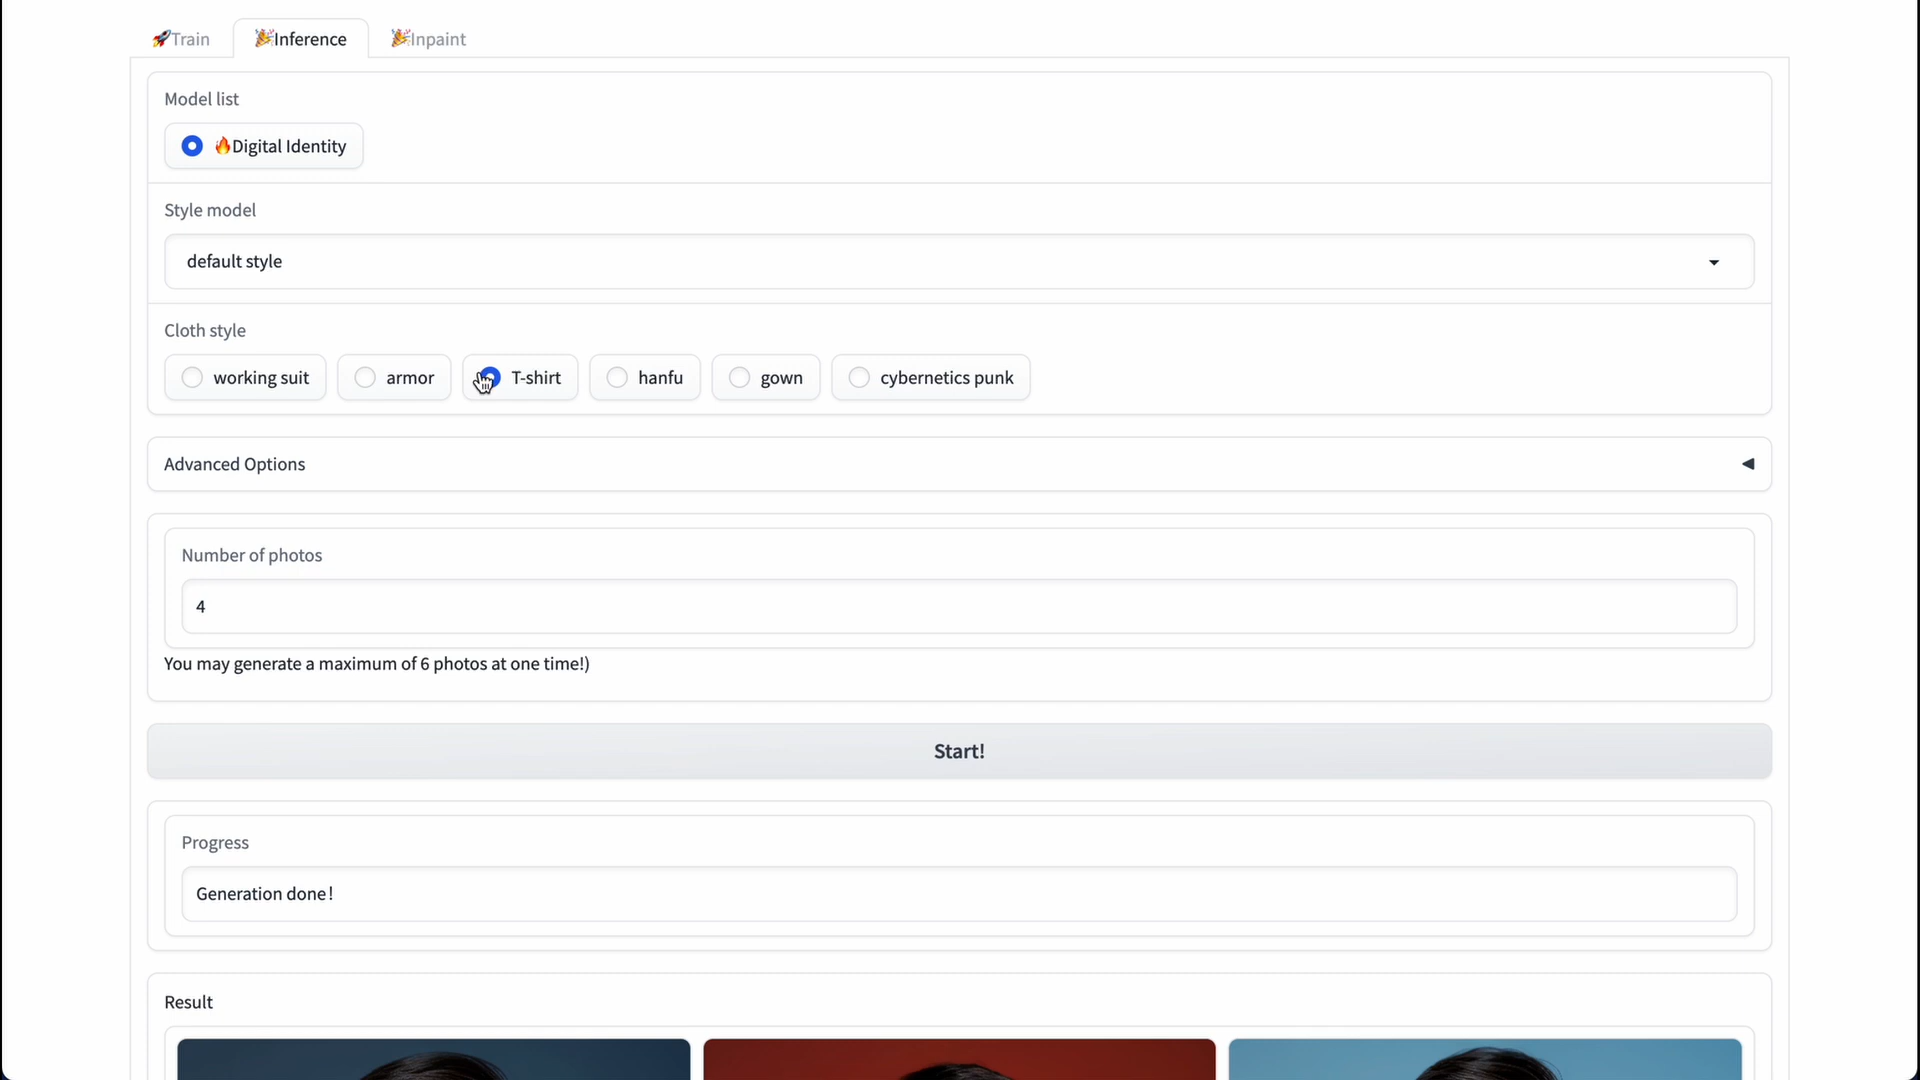 🚀Train
🎉Inference
🎉Inpaint
Model list
🔥Digital Identity
Style model
default style
Cloth style
working suit
armor
T-shirt
hanfu
gown
cybernetics punk
Advanced Options
Number of photos
4
You may generate a maximum of 6 photos at one time!)
Start!
Progress
Generation done!
Result